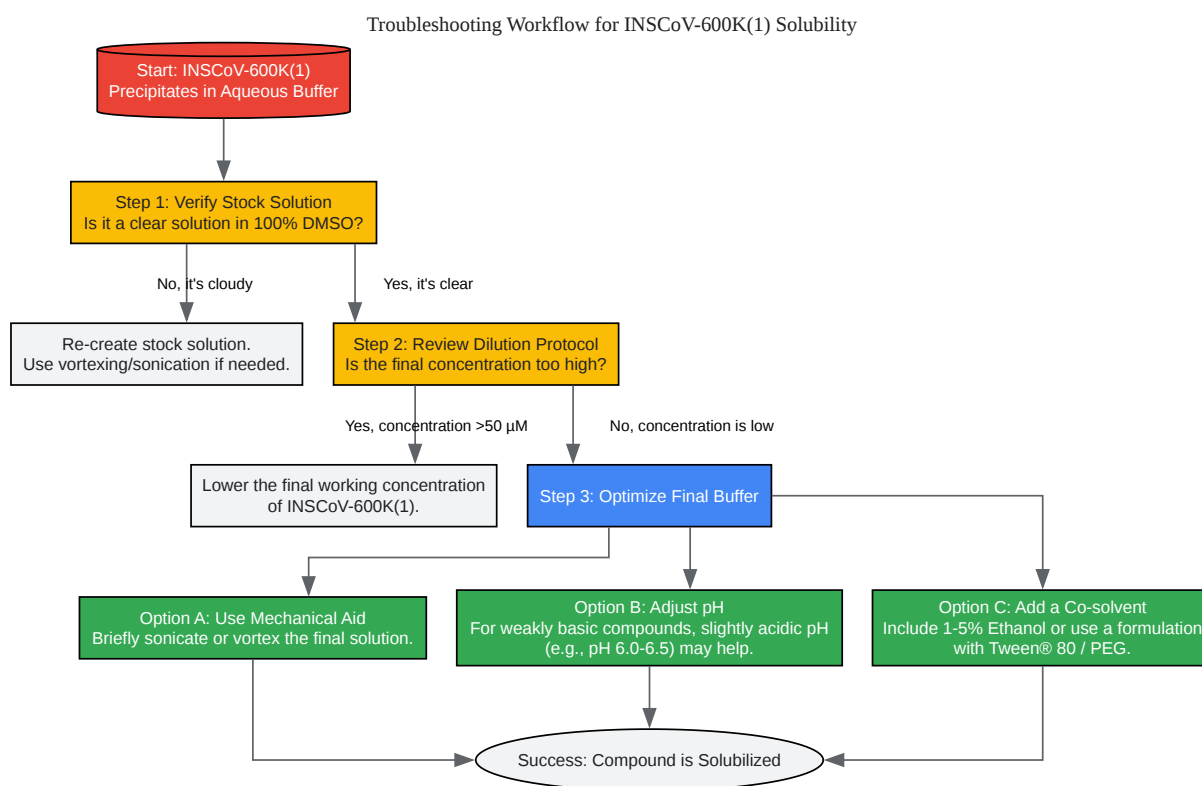 Troubleshooting Workflow for INSCoV-600K(1) Solubility
Start: INSCoV-600K(1)
Precipitates in Aqueous Buffer
Step 1: Verify Stock Solution
Is it a clear solution in 100% DMSO?
No, it's cloudy
Yes, it's clear
Re-create stock solution.
Use vortexing/sonication if needed.
Step 2: Review Dilution Protocol
Is the final concentration too high?
Yes, concentration >50 µM
No, concentration is low
Lower the final working concentration
of INSCoV-600K(1).
Step 3: Optimize Final Buffer
Option A: Use Mechanical Aid
Briefly sonicate or vortex the final solution.
Option B: Adjust pH
For weakly basic compounds, slightly acidic pH
(e.g., pH 6.0-6.5) may help.
Option C: Add a Co-solvent
Include 1-5% Ethanol or use a formulation
with Tween® 80 / PEG.
Success: Compound is Solubilized